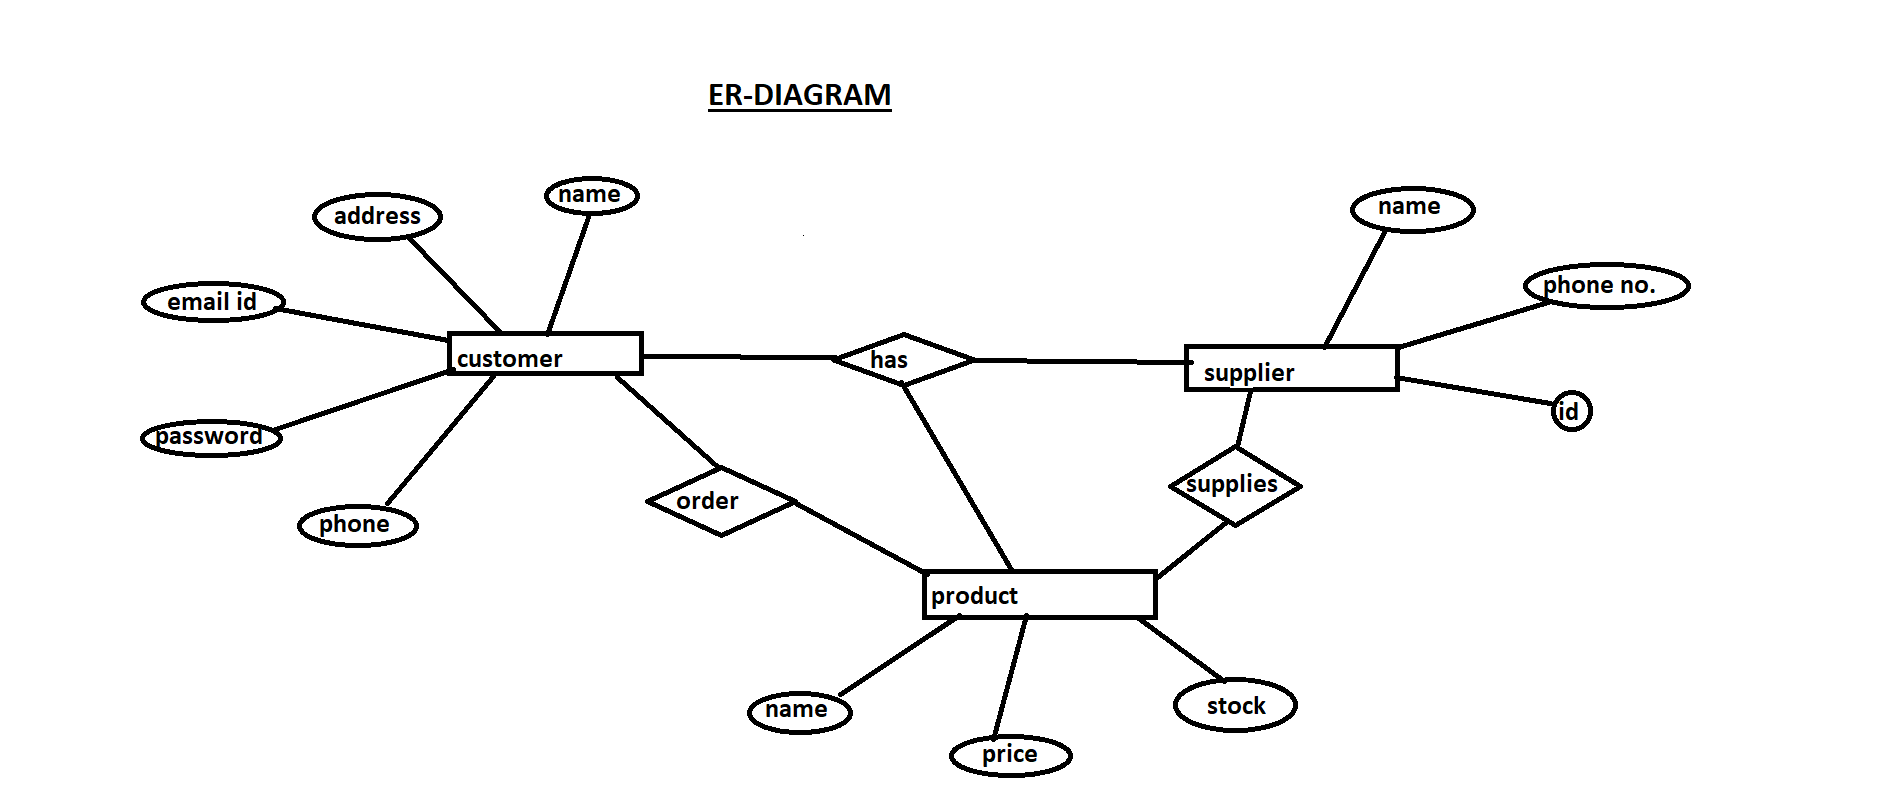 ER-DIAGRAM
name
address
name
email id
phone no.
customer
has
supplier
id
password
supplies
order
phone
product
name
stock
price